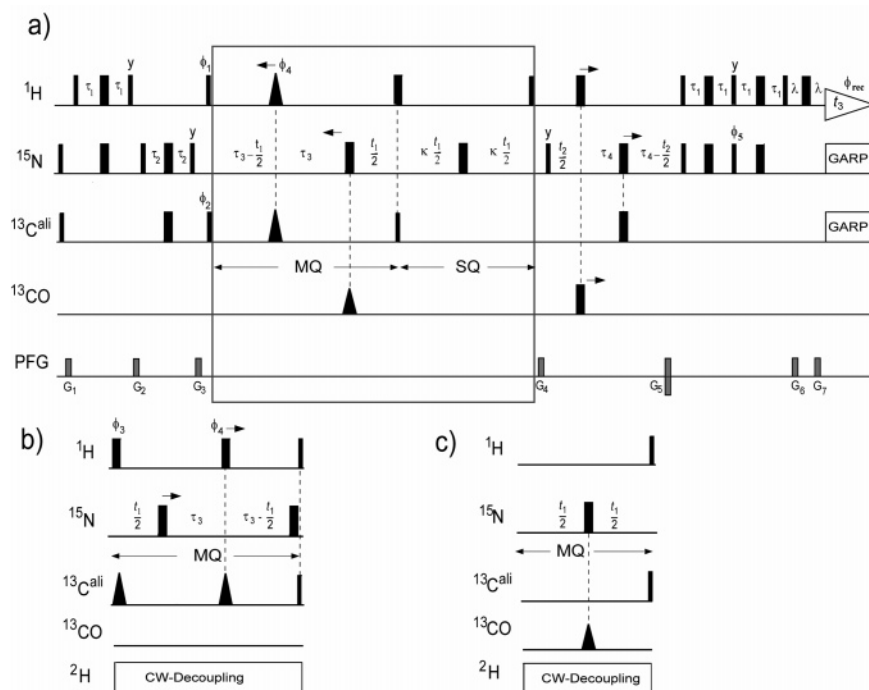 a)
y φ₁ φ₄ y φrec
¹H τ₁ τ₁ τ₁ τ₁ τ₁ τ₁ λ λ t₃
y y φ₅
¹⁵N τ₂ τ₂ τ₃-t₁/2 τ₃ t₁/2 κ t₁/2 κ t₁/2 t₂/2 τ₄ τ₄-t₂/2 GARP
φ₂
¹³Cᵃˡⁱ GARP
MQ SQ
¹³CO
PFG
G₁ G₂ G₃ G₄ G₅ G₆ G₇
b)
φ₃ φ₄
¹H
¹⁵N t₁/2 τ₃ τ₃-t₁/2
MQ
¹³Cᵃˡⁱ
¹³CO
²H CW-Decoupling
c)
¹H
¹⁵N t₁/2 t₁/2
MQ
¹³Cᵃˡⁱ
¹³CO
²H CW-Decoupling